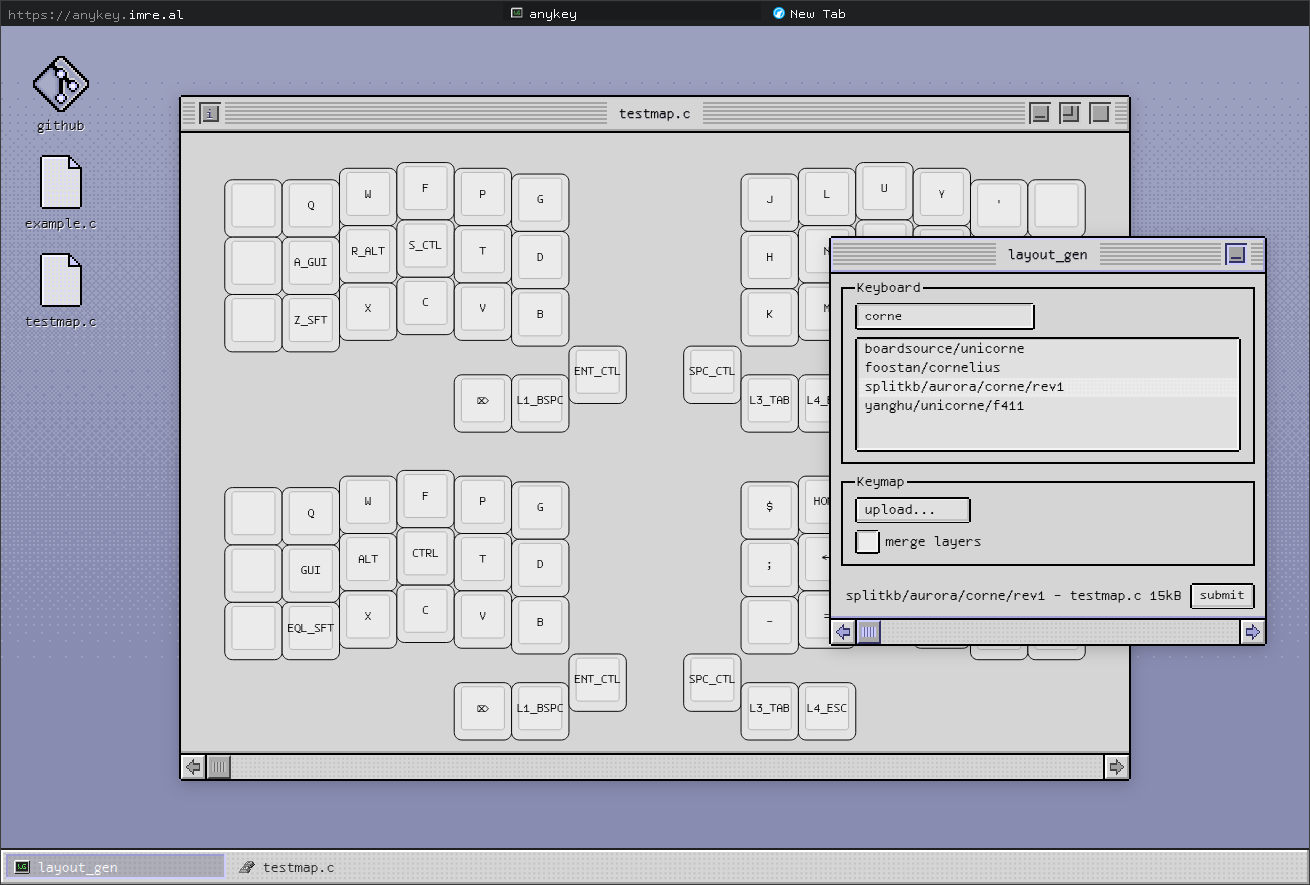 https://anykey.imre.al anykey New Tab
github
example.c
testmap.c
i testmap.c
Q W F P G J L U Y '
A_GUI R_ALT S_CTL T D H
Z_SFT X C V B K
⌦ L1_BSPC ENT_CTL SPC_CTL L3_TAB
Q W F P G $
GUI ALT CTRL T D ; ←
EQL_SFT X C V B - =
⌦ L1_BSPC ENT_CTL SPC_CTL L3_TAB L4_ESC
layout_gen
Keyboard
corne
boardsource/unicorne
foostan/cornelius
splitkb/aurora/corne/rev1
yanghu/unicorne/f411
Keymap
upload...
merge layers
splitkb/aurora/corne/rev1 - testmap.c 15kB submit
layout_gen testmap.c